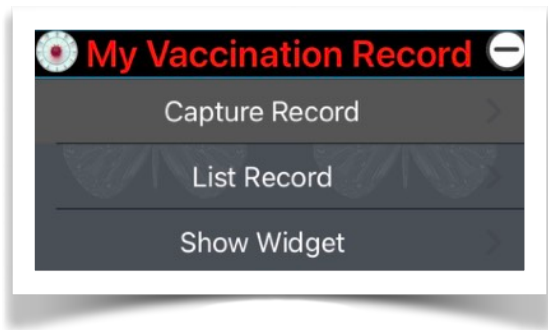 My Vaccination Record
Capture Record
List Record
Show Widget